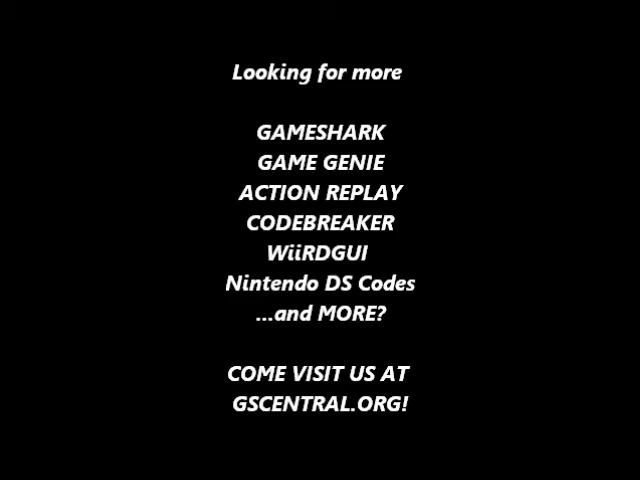 Looking for more
GAMESHARK
GAME GENIE
ACTION REPLAY
CODEBREAKER
WiiRDGUI
Nintendo DS Codes
...and MORE?
COME VISIT US AT
GSCENTRAL.ORG!